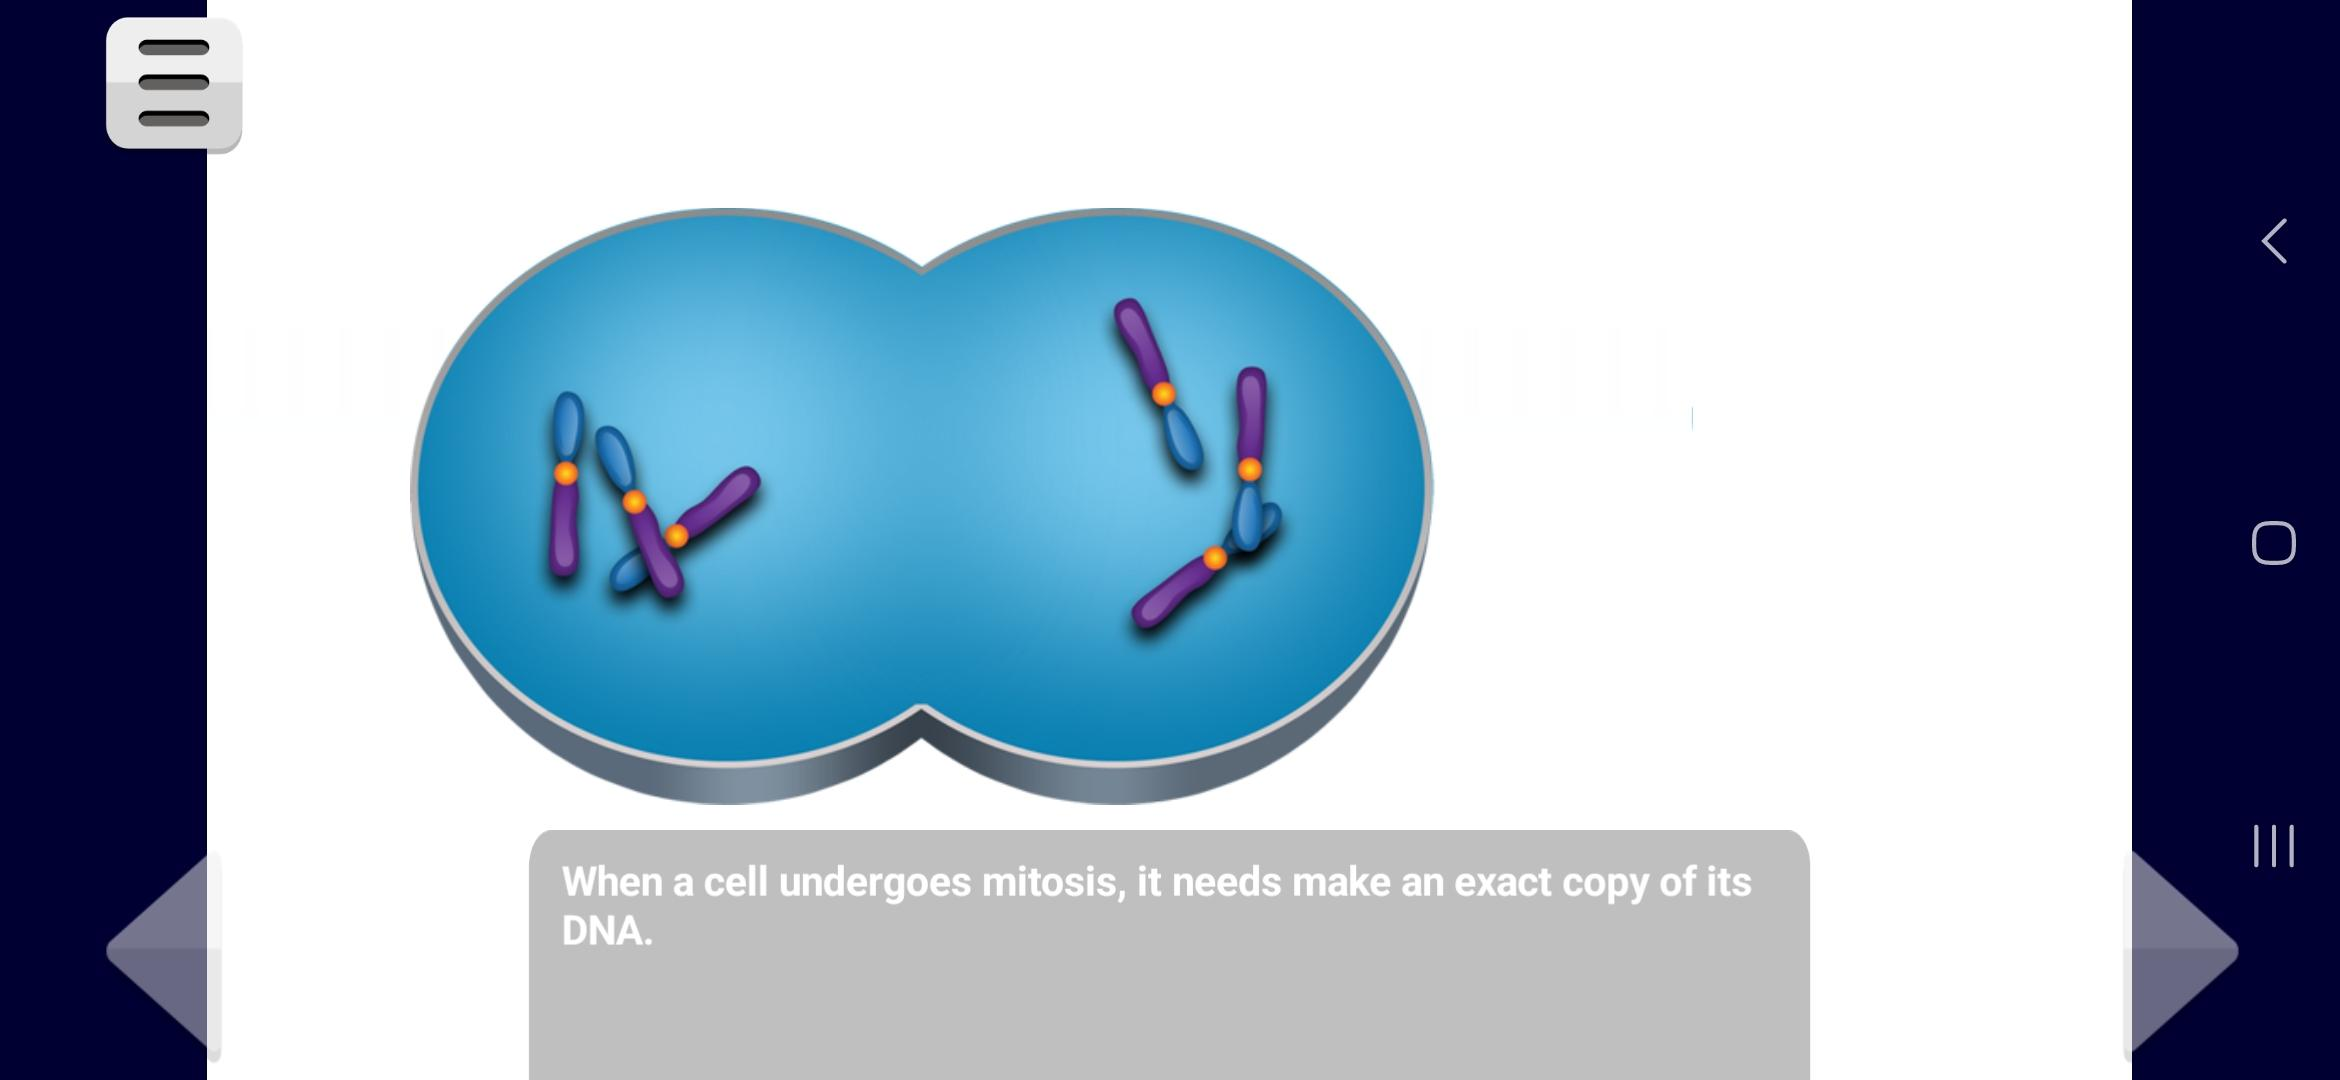 When a cell undergoes mitosis, it needs make an exact copy of its
DNA.